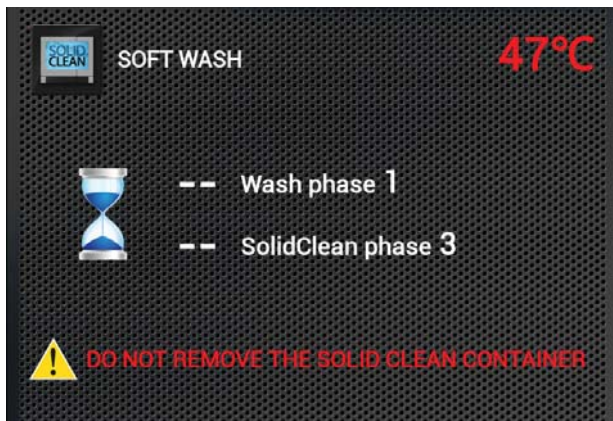 SOLID
CLEAN
SOFT WASH
47°C
-- Wash phase 1
-- SolidClean phase 3
DO NOT REMOVE THE SOLID CLEAN CONTAINER